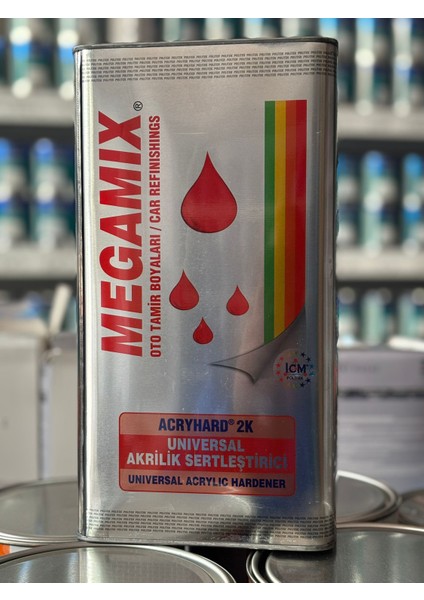 MEGAMIX®
OTO TAMİR BOYALARI / CAR REFINISHINGS
ICM
ACRYHARD® 2K
UNIVERSAL
AKRİLİK SERTLEŞTİRİCİ
UNIVERSAL ACRYLIC HARDENER